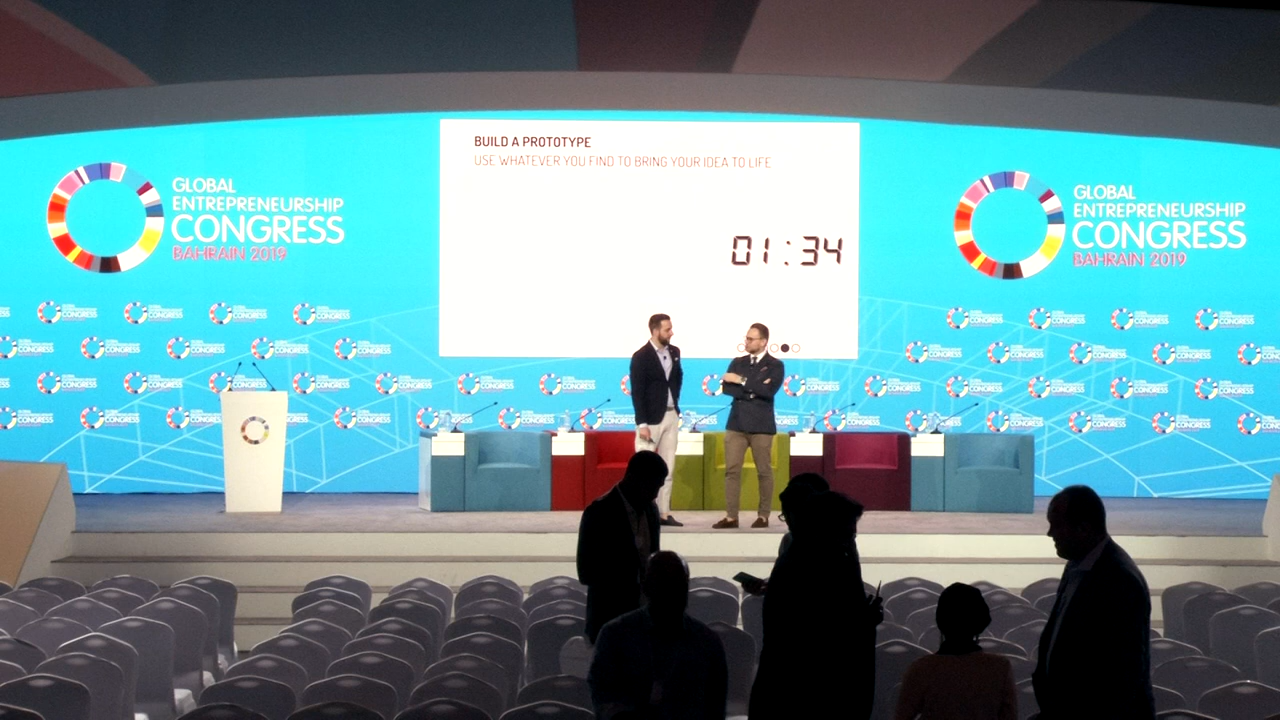 BUILD A PROTOTYPE
USE WHATEVER YOU FIND TO BRING YOUR IDEA TO LIFE
01:34
GLOBAL
ENTREPRENEURSHIP
CONGRESS
BAHRAIN 2019
GLOBAL
ENTREPRENEURSHIP
CONGRESS
BAHRAIN 2019